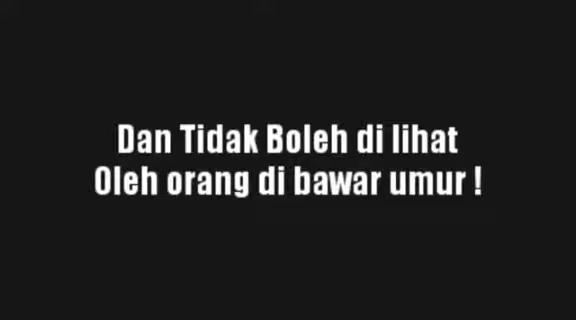 Dan Tidak Boleh di lihat
Oleh orang di bawar umur !